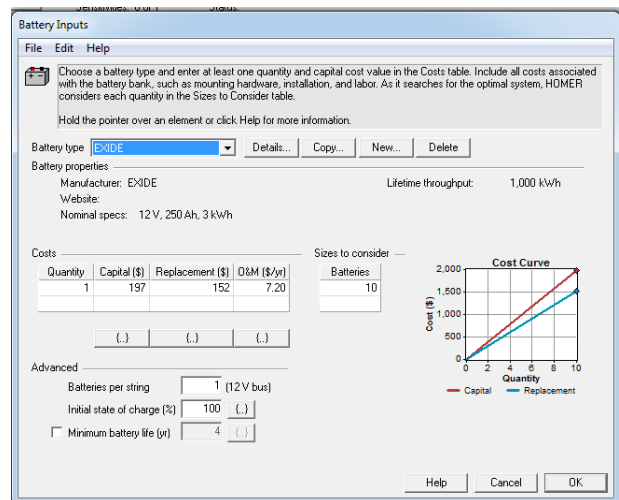 Sensitivities: 0 of 1 Status:
Battery Inputs
File Edit Help
Choose a battery type and enter at least one quantity and capital cost value in the Costs table. Include all costs associated
with the battery bank, such as mounting hardware, installation, and labor. As it searches for the optimal system, HOMER
considers each quantity in the Sizes to Consider table.
Hold the pointer over an element or click Help for more information.
Battery type EXIDE Details... Copy... New... Delete
Battery properties
Manufacturer: EXIDE Lifetime throughput: 1,000 kWh
Website:
Nominal specs: 12 V, 250 Ah, 3 kWh
Costs Sizes to consider
Quantity Capital ($) Replacement ($) O&M ($/yr) Batteries
1 197 152 7.20 10
{..} {..} {..}
Cost Curve
Cost ($)
2,000
1,500
1,000
500
0
0 2 4 6 8 10
Quantity
Capital Replacement
Advanced
Batteries per string 1 (12 V bus)
Initial state of charge (%) 100 {..}
Minimum battery life (yr) 4 {..}
Help Cancel OK